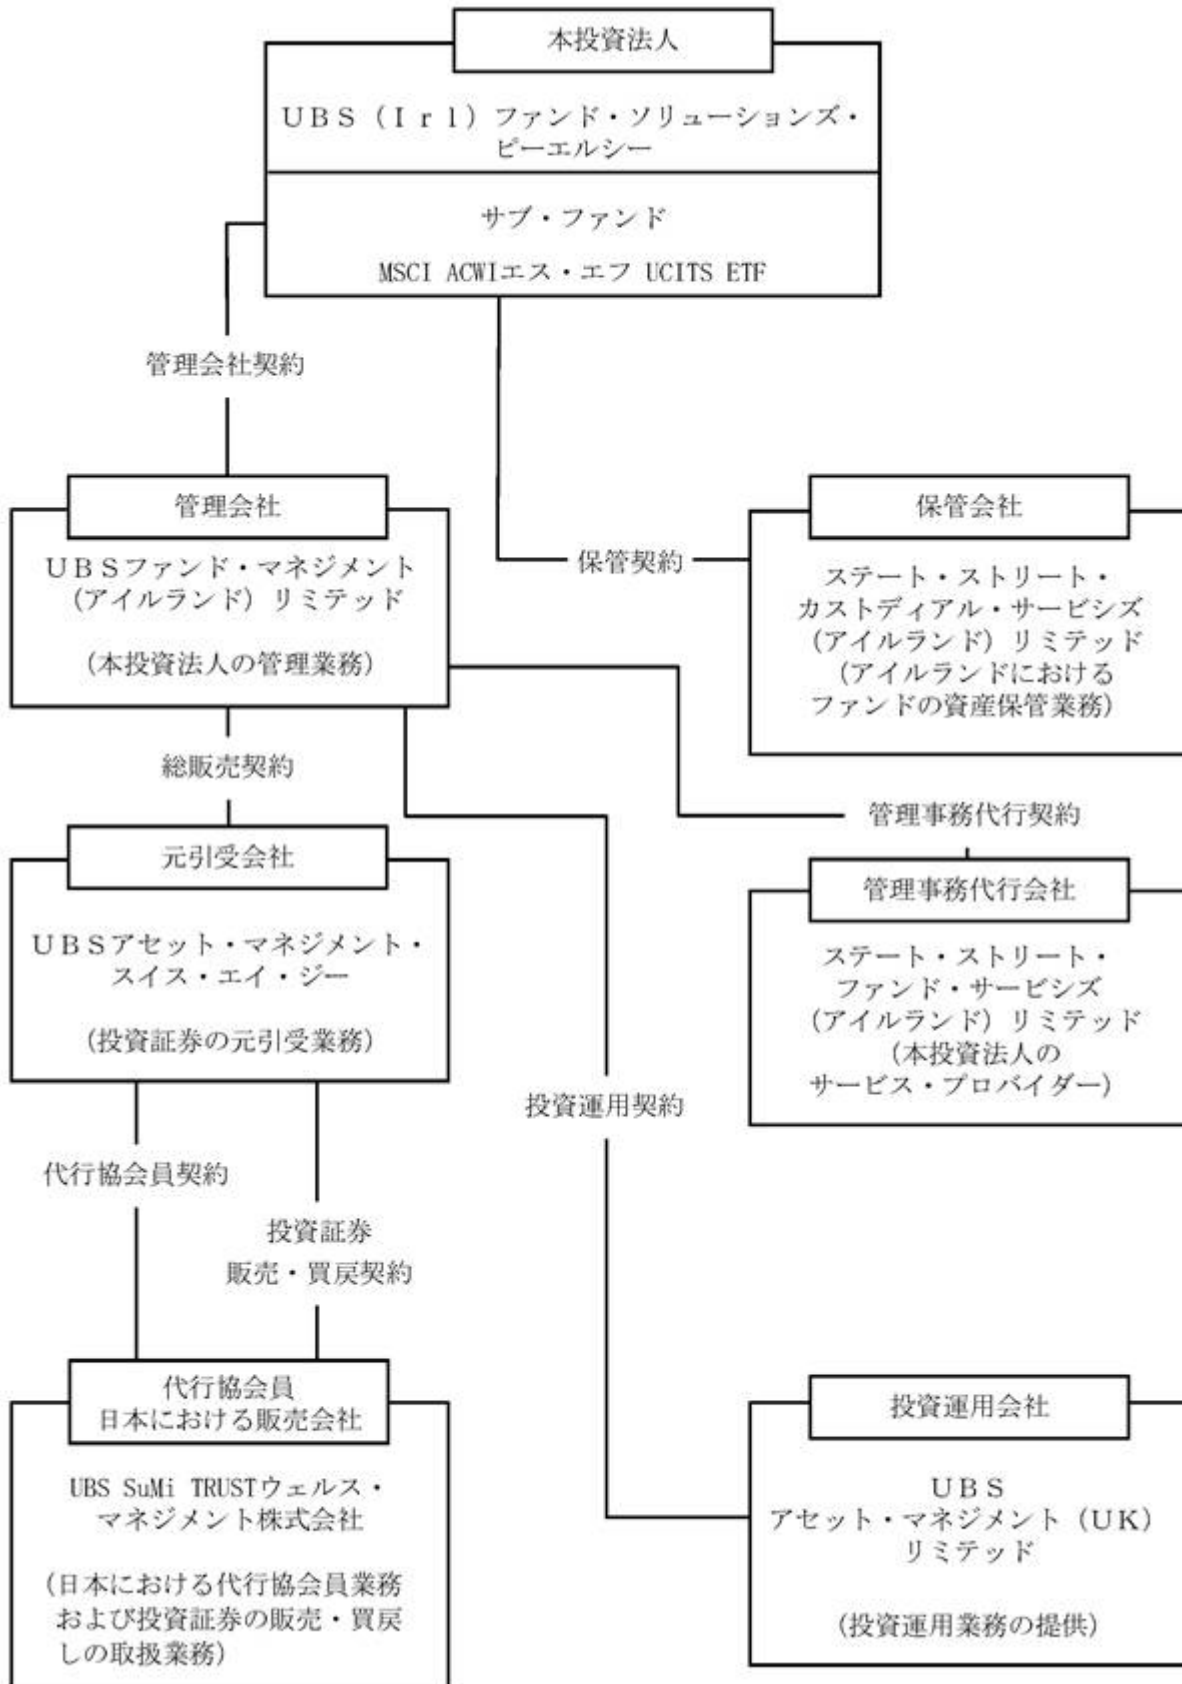 本投資法人
ＵＢＳ（Ｉｒｌ）ファンド・ソリューションズ・
ピーエルシー
サブ・ファンド
MSCI ACWIエス・エフ UCITS ETF
管理会社契約
管理会社
ＵＢＳファンド・マネジメント
（アイルランド）リミテッド
（本投資法人の管理業務）
保管契約
保管会社
ステート・ストリート・
カストディアル・サービシズ
（アイルランド）リミテッド
（アイルランドにおける
ファンドの資産保管業務）
総販売契約
管理事務代行契約
元引受会社
ＵＢＳアセット・マネジメント・
スイス・エイ・ジー
（投資証券の元引受業務）
管理事務代行会社
ステート・ストリート・
ファンド・サービシズ
（アイルランド）リミテッド
（本投資法人の
サービス・プロバイダー）
投資運用契約
代行協会員契約
投資証券
販売・買戻契約
代行協会員
日本における販売会社
UBS SuMi TRUSTウェルス・
マネジメント株式会社
（日本における代行協会員業務
および投資証券の販売・買戻
しの取扱業務）
投資運用会社
ＵＢＳ
アセット・マネジメント（ＵＫ）
リミテッド
（投資運用業務の提供）